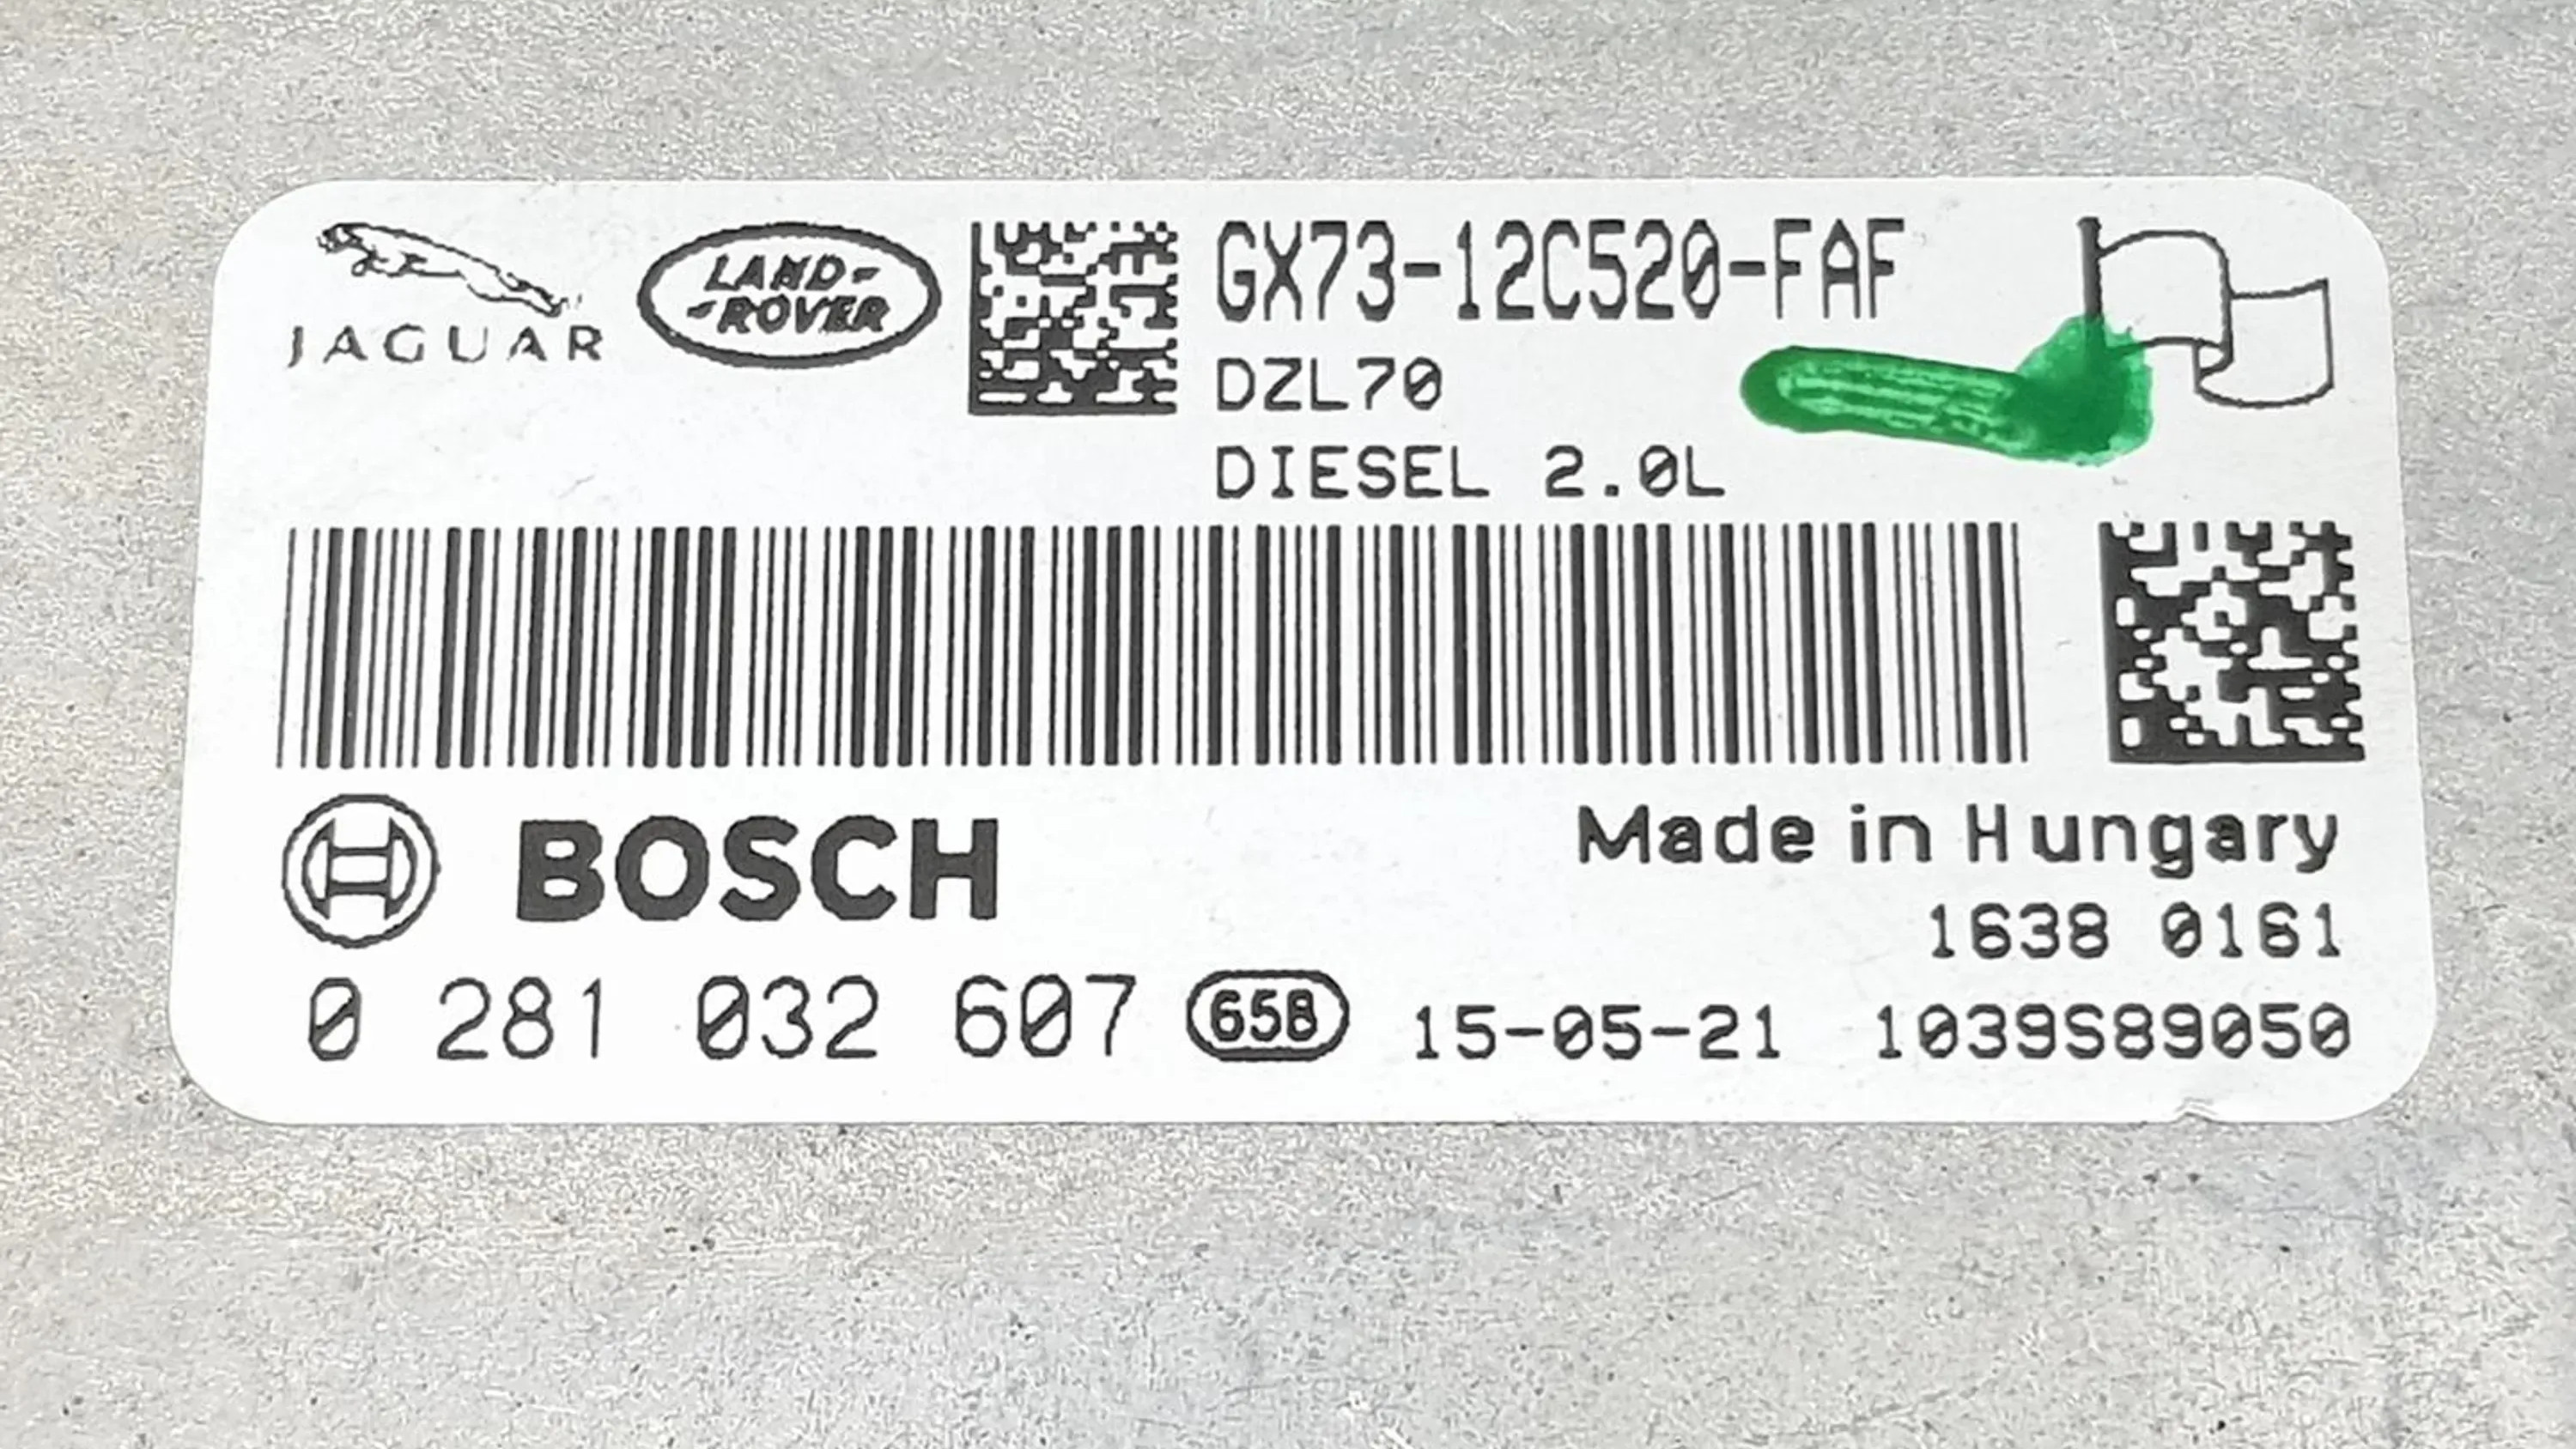 JAGUAR
LAND-
-ROVER
GX73-12C520-FAF
DZL70
DIESEL 2.0L
BOSCH
Made in Hungary
1638 0161
0 281 032 607 65B 15-05-21 1039S89050